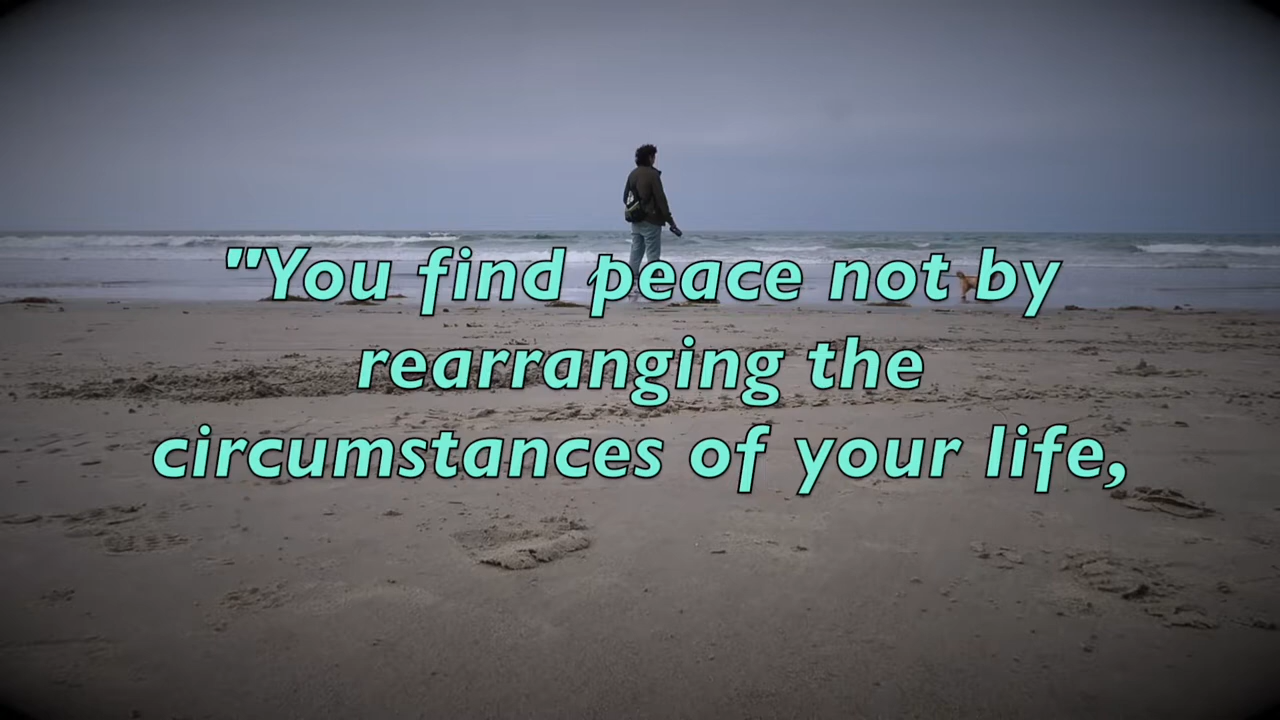 "You find peace not by
rearranging the
circumstances of your life,